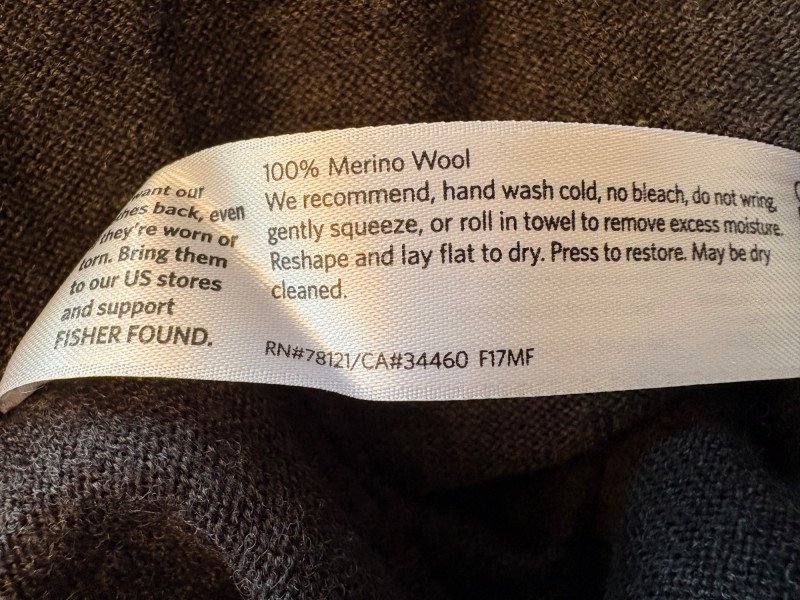 want our
back, even
they're worn or
torn. Bring them
to our US stores
and support
FISHER FOUND.
100% Merino Wool
We recommend, hand wash cold, no bleach, do not wring,
gently squeeze, or roll in towel to remove excess moisture.
Reshape and lay flat to dry. Press to restore. May be dry
cleaned.
RN#78121/CA#34460 F17MF